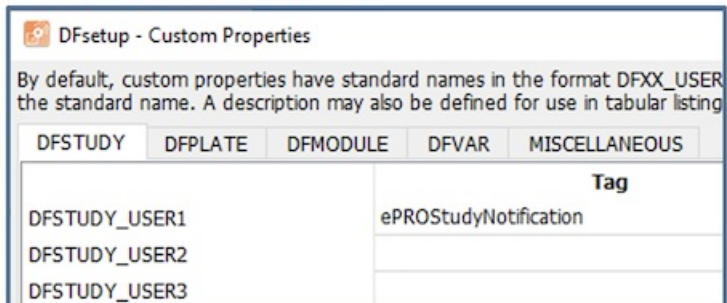 DFsetup - Custom Properties
By default, custom properties have standard names in the format DFXX_USER
the standard name. A description may also be defined for use in tabular listing
DFSTUDY DFPLATE DFMODULE DFVAR MISCELLANEOUS
Tag
DFSTUDY_USER1 ePROStudyNotification
DFSTUDY_USER2
DFSTUDY_USER3